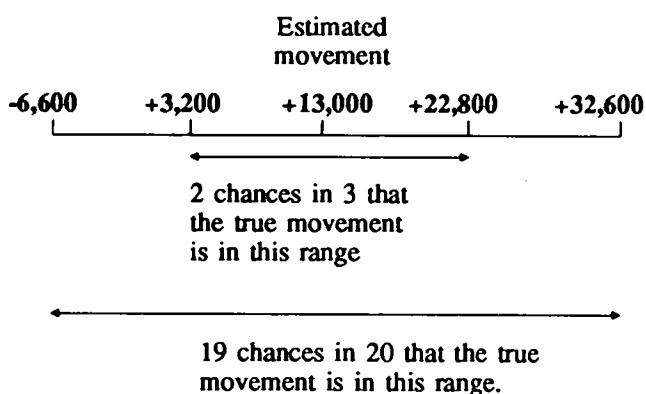 Estimated
movement
-6,600 +3,200 +13,000 +22,800 +32,600
2 chances in 3 that
the true movement
is in this range
19 chances in 20 that the true
movement is in this range.